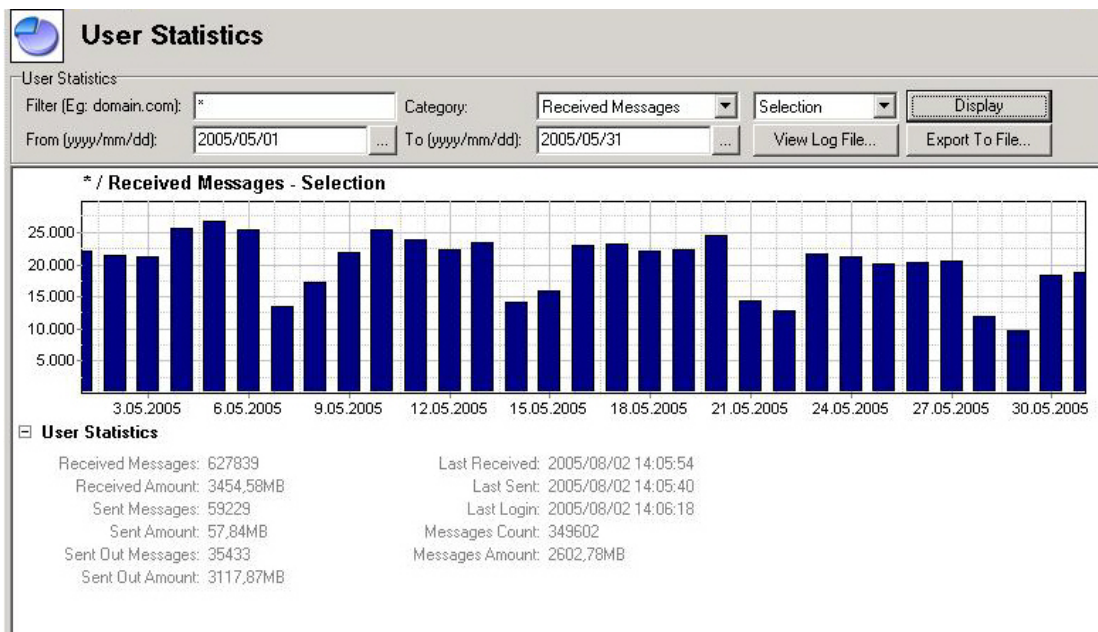 User Statistics
User Statistics
Filter (Eg: domain.com): * Category: Received Messages Selection Display
From (yyyy/mm/dd): 2005/05/01 ... To (yyyy/mm/dd): 2005/05/31 ... View Log File... Export To File...
* / Received Messages - Selection
25.000
20.000
15.000
10.000
5.000
3.05.2005 6.05.2005 9.05.2005 12.05.2005 15.05.2005 18.05.2005 21.05.2005 24.05.2005 27.05.2005 30.05.2005
User Statistics
Received Messages: 627839 Last Received: 2005/08/02 14:05:54
Received Amount: 3454,58MB Last Sent: 2005/08/02 14:05:40
Sent Messages: 59229 Last Login: 2005/08/02 14:06:18
Sent Amount: 57,84MB Messages Count: 349602
Sent Out Messages: 35433 Messages Amount: 2602,78MB
Sent Out Amount: 3117,87MB